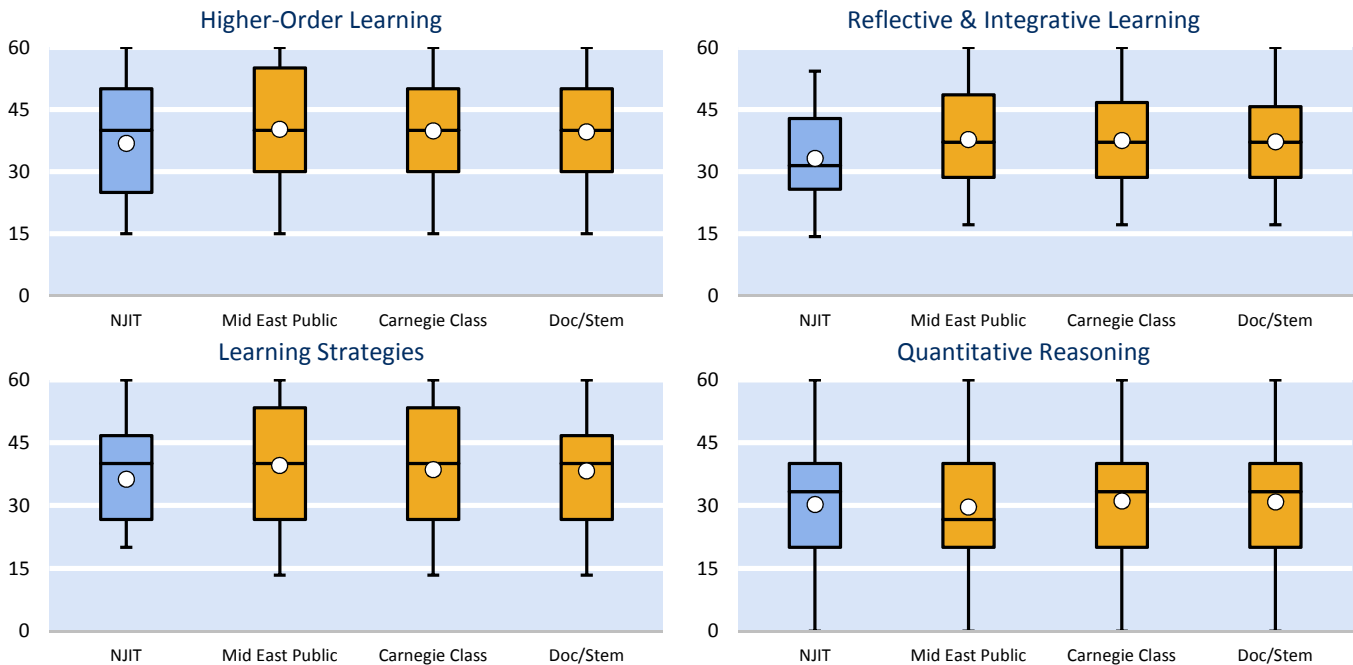 Higher-Order Learning
60
45
30
15
0
NJIT Mid East Public Carnegie Class Doc/Stem
Reflective & Integrative Learning
60
45
30
15
0
NJIT Mid East Public Carnegie Class Doc/Stem
Learning Strategies
60
45
30
15
0
NJIT Mid East Public Carnegie Class Doc/Stem
Quantitative Reasoning
60
45
30
15
0
NJIT Mid East Public Carnegie Class Doc/Stem